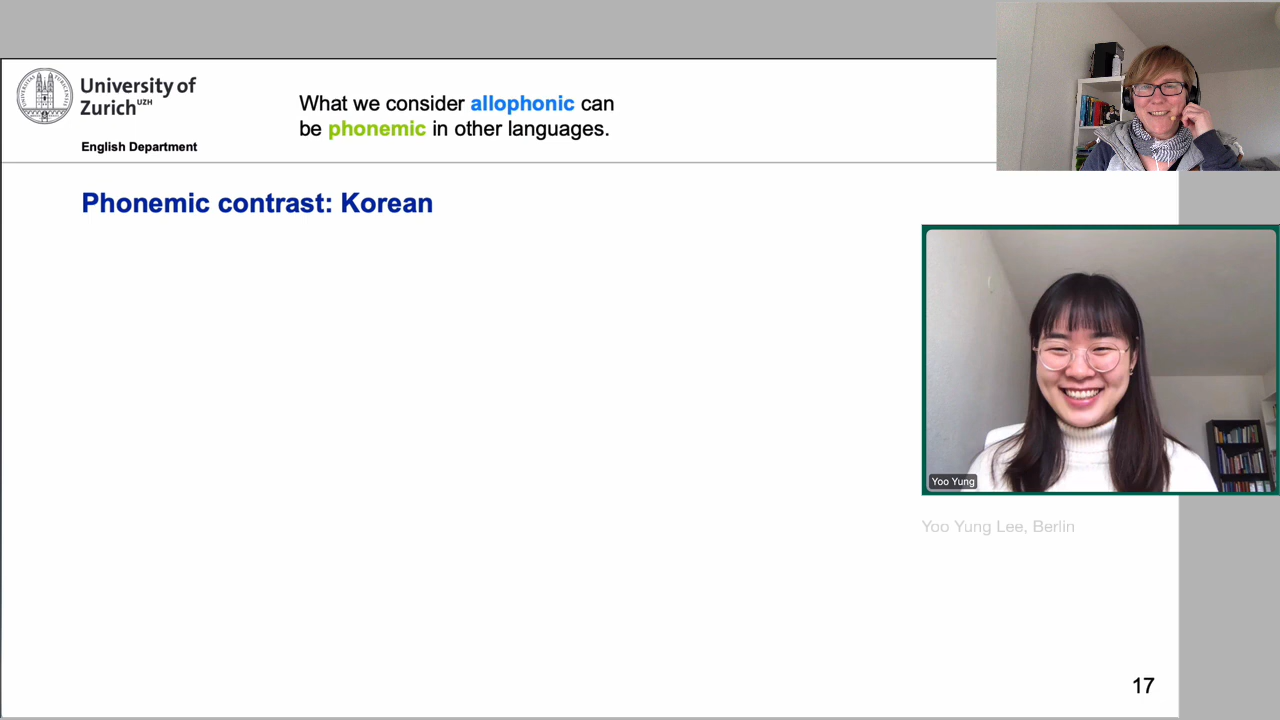 University of
Zurich UZH
English Department
What we consider allophonic can
be phonemic in other languages.
Phonemic contrast: Korean
Yoo Yung
Yoo Yung Lee, Berlin
17